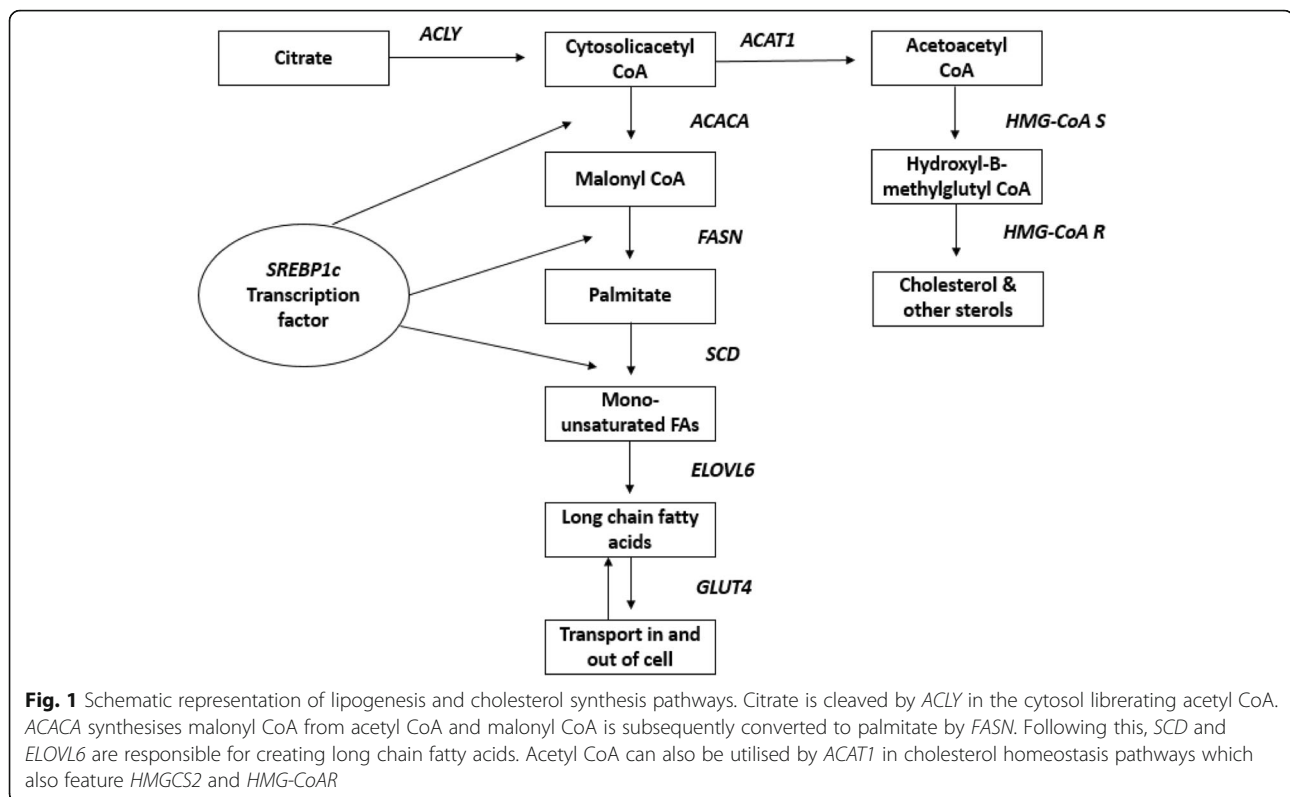 Citrate
ACLY
Cytosolicacetyl
CoA
ACAT1
Acetoacetyl
CoA
ACACA
HMG-CoA S
Malonyl CoA
Hydroxyl-B-
methylglutyl CoA
FASN
HMG-CoA R
SREBP1c
Transcription
factor
Palmitate
Cholesterol &
other sterols
SCD
Mono-
unsaturated FAs
ELOVL6
Long chain fatty
acids
GLUT4
Transport in and
out of cell
Fig. 1 Schematic representation of lipogenesis and cholesterol synthesis pathways. Citrate is cleaved by ACLY in the cytosol librerating acetyl CoA.
ACACA synthesises malonyl CoA from acetyl CoA and malonyl CoA is subsequently converted to palmitate by FASN. Following this, SCD and
ELOVL6 are responsible for creating long chain fatty acids. Acetyl CoA can also be utilised by ACAT1 in cholesterol homeostasis pathways which
also feature HMGCS2 and HMG-CoAR